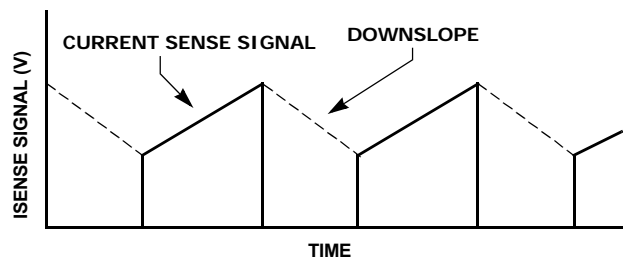 CURRENT SENSE SIGNAL
DOWNSLOPE
ISENSE SIGNAL (V)
TIME